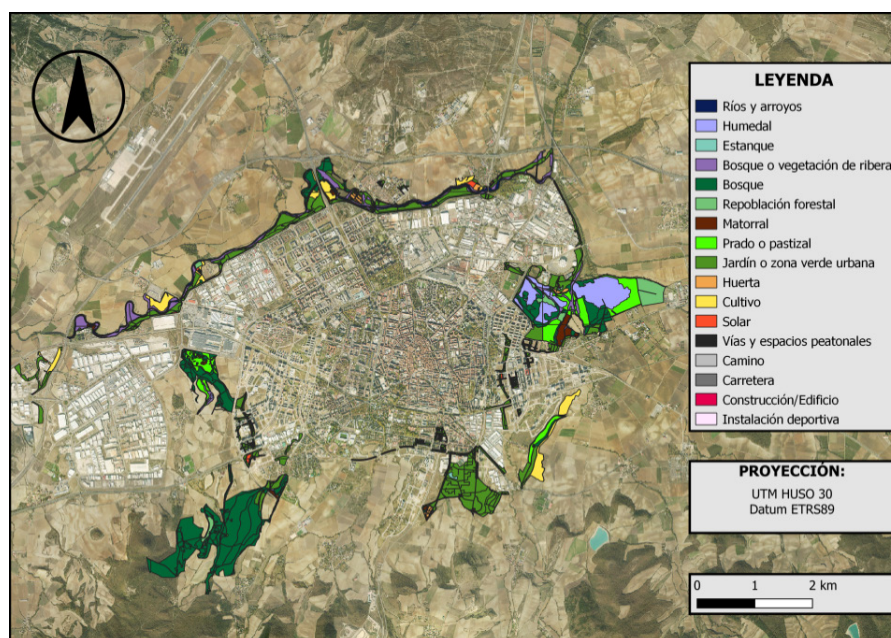 LEYENDA
Ríos y arroyos
Humedal
Estanque
Bosque o vegetación de ribera
Bosque
Repoblación forestal
Matorral
Prado o pastizal
Jardín o zona verde urbana
Huerta
Cultivo
Solar
Vías y espacios peatonales
Camino
Carretera
Construcción/Edificio
Instalación deportiva
PROYECCIÓN:
UTM HUSO 30
Datum ETRS89
0 1 2 km